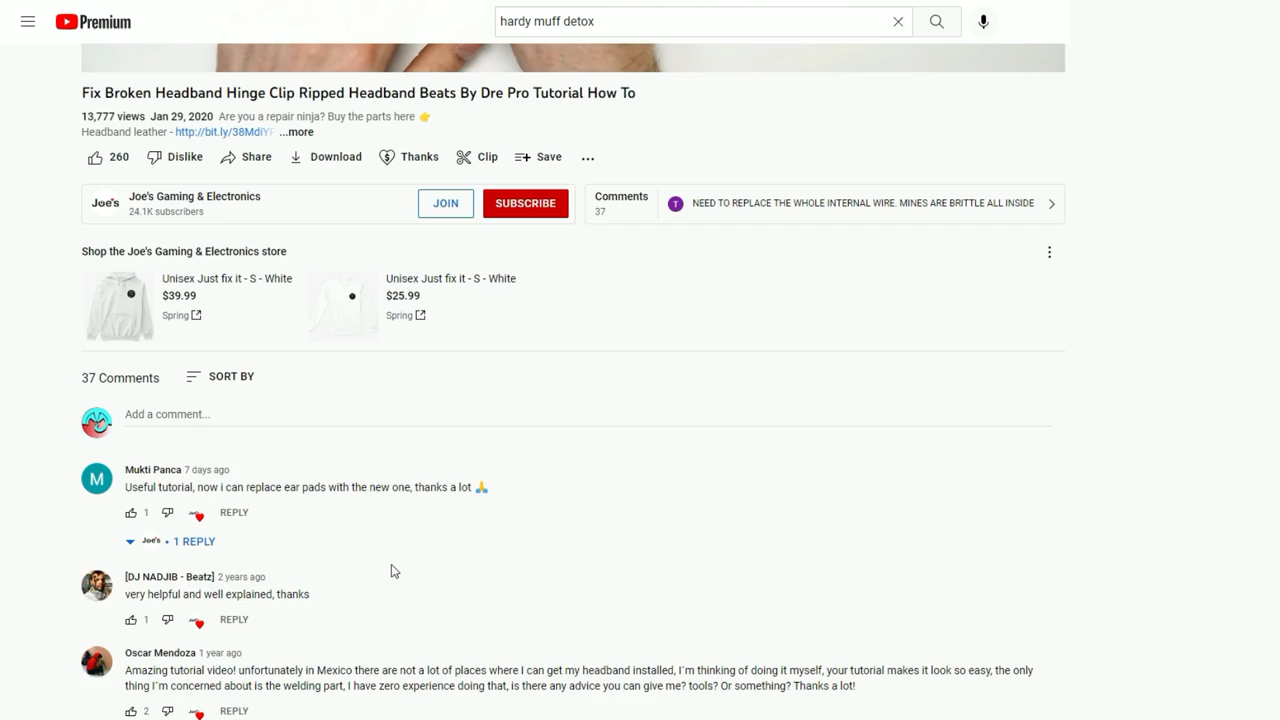 Premium
hardy muff detox
Fix Broken Headband Hinge Clip Ripped Headband Beats By Dre Pro Tutorial How To
13,777 views Jan 29, 2020 Are you a repair ninja? Buy the parts here 👉
Headband leather - http://bit.ly/38MdiY ...more
260 Dislike Share Download Thanks Clip Save ...
Joe's
Joe's Gaming & Electronics
24.1K subscribers
JOIN
SUBSCRIBE
Comments
37
T
NEED TO REPLACE THE WHOLE INTERNAL WIRE. MINES ARE BRITTLE ALL INSIDE
Shop the Joe's Gaming & Electronics store
Unisex Just fix it - S - White
$39.99
Spring
Unisex Just fix it - S - White
$25.99
Spring
37 Comments SORT BY
Add a comment...
M
Mukti Panca 7 days ago
Useful tutorial, now i can replace ear pads with the new one, thanks a lot 🙏
1 REPLY
Joe's • 1 REPLY
[DJ NADJIB - Beatz] 2 years ago
very helpful and well explained, thanks
1 REPLY
Oscar Mendoza 1 year ago
Amazing tutorial video! unfortunately in Mexico there are not a lot of places where I can get my headband installed, I´m thinking of doing it myself, your tutorial makes it look so easy, the only
thing I´m concerned about is the welding part, I have zero experience doing that, is there any advice you can give me? tools? Or something? Thanks a lot!
2 REPLY